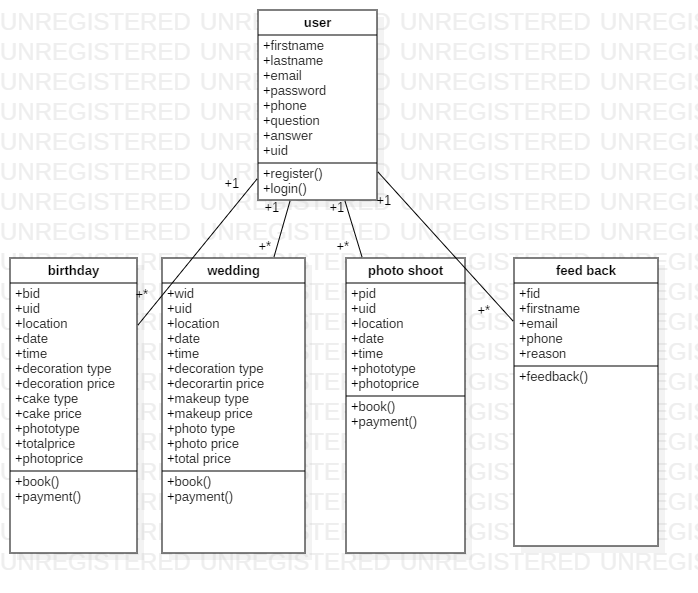 user
+firstname
+lastname
+email
+password
+phone
+question
+answer
+uid
+register()
+login()
+1
+1
+1
+1
+*
+*
+*
+*
birthday
+bid
+uid
+location
+date
+time
+decoration type
+decoration price
+cake type
+cake price
+phototype
+totalprice
+photoprice
+book()
+payment()
wedding
+wid
+uid
+location
+date
+time
+decoration type
+decorartin price
+makeup type
+makeup price
+photo type
+photo price
+total price
+book()
+payment()
photo shoot
+pid
+uid
+location
+date
+time
+phototype
+photoprice
+book()
+payment()
feed back
+fid
+firstname
+email
+phone
+reason
+feedback()
UNREGISTERED